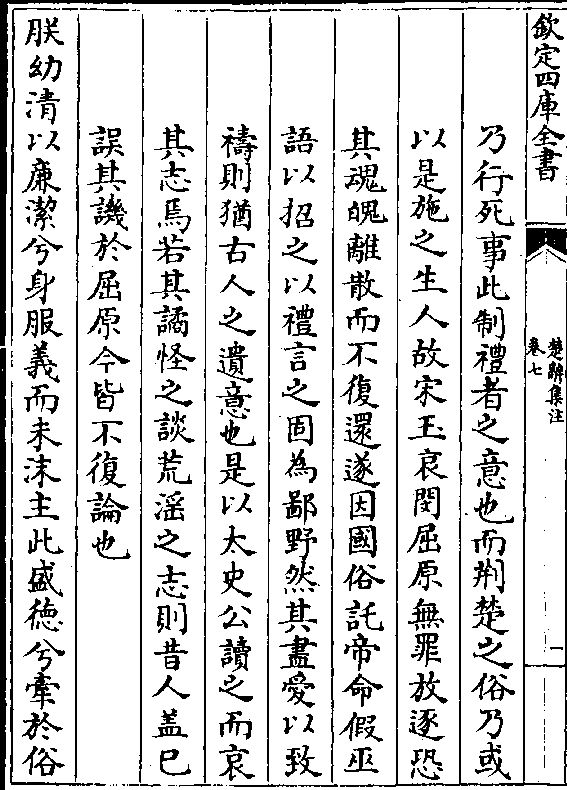 欽定四庫全書
楚辭集注
卷七
一
乃行死事此制禮者之意也而荆楚之俗乃或
以是施之生人故宋玉哀閔屈原無罪放逐恐
其魂魄離散而不復還遂因國俗託帝命假巫
語以招之以禮言之固為鄙野然其盡愛以致
禱則猶古人之遺意也是以太史公讀之而哀
其志焉若其譎怪之談荒淫之志則昔人盖已
誤其譏於屈原今皆不復論也
朕幼清以廉潔兮身服義而未沬主此盛徳兮牽於俗